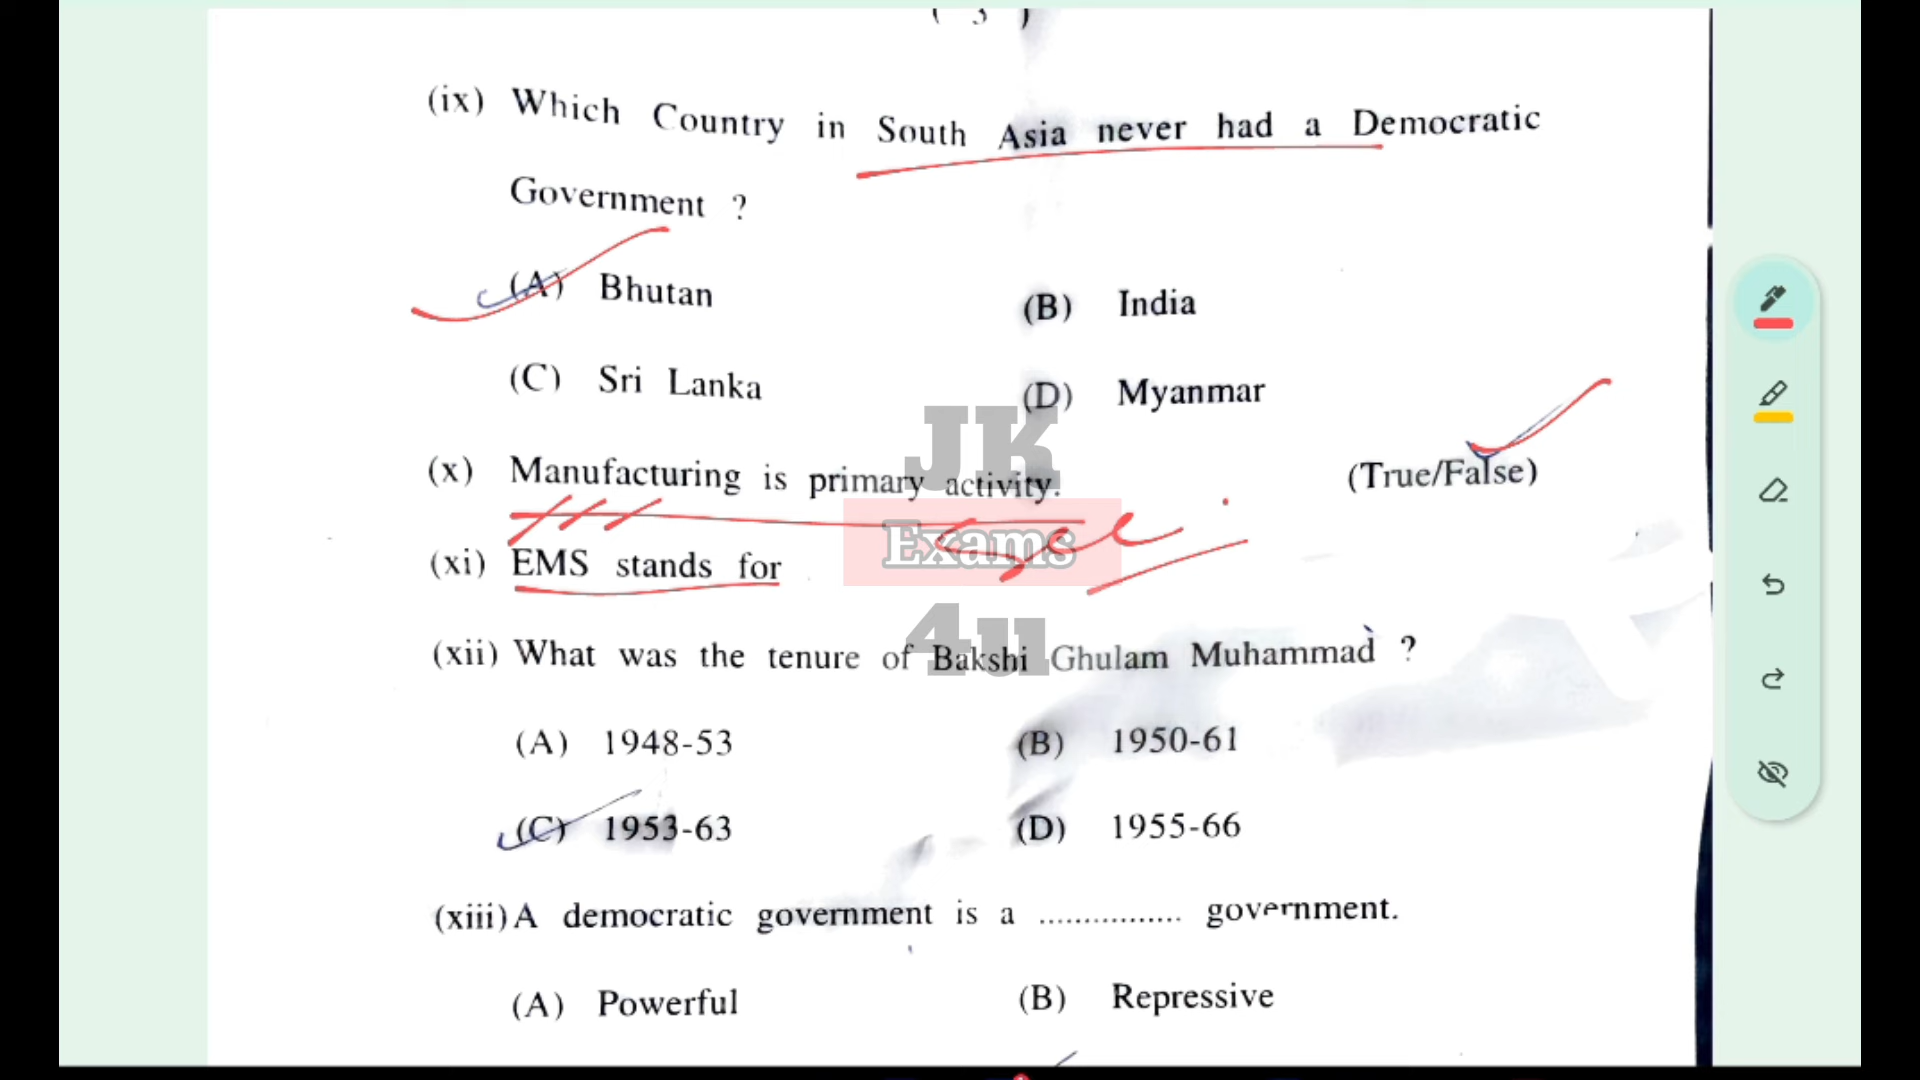 ( 3 )
(ix) Which Country in South Asia never had a Democratic
Government ?
(A) Bhutan
(B) India
(C) Sri Lanka
(D) Myanmar
(x) Manufacturing is primary activity.
(True/False)
JK
Exams
4u
(xi) EMS stands for
(xii) What was the tenure of Bakshi Ghulam Muhammad ?
(A) 1948-53
(B) 1950-61
(C) 1953-63
(D) 1955-66
(xiii) A democratic government is a ................ government.
(A) Powerful
(B) Repressive